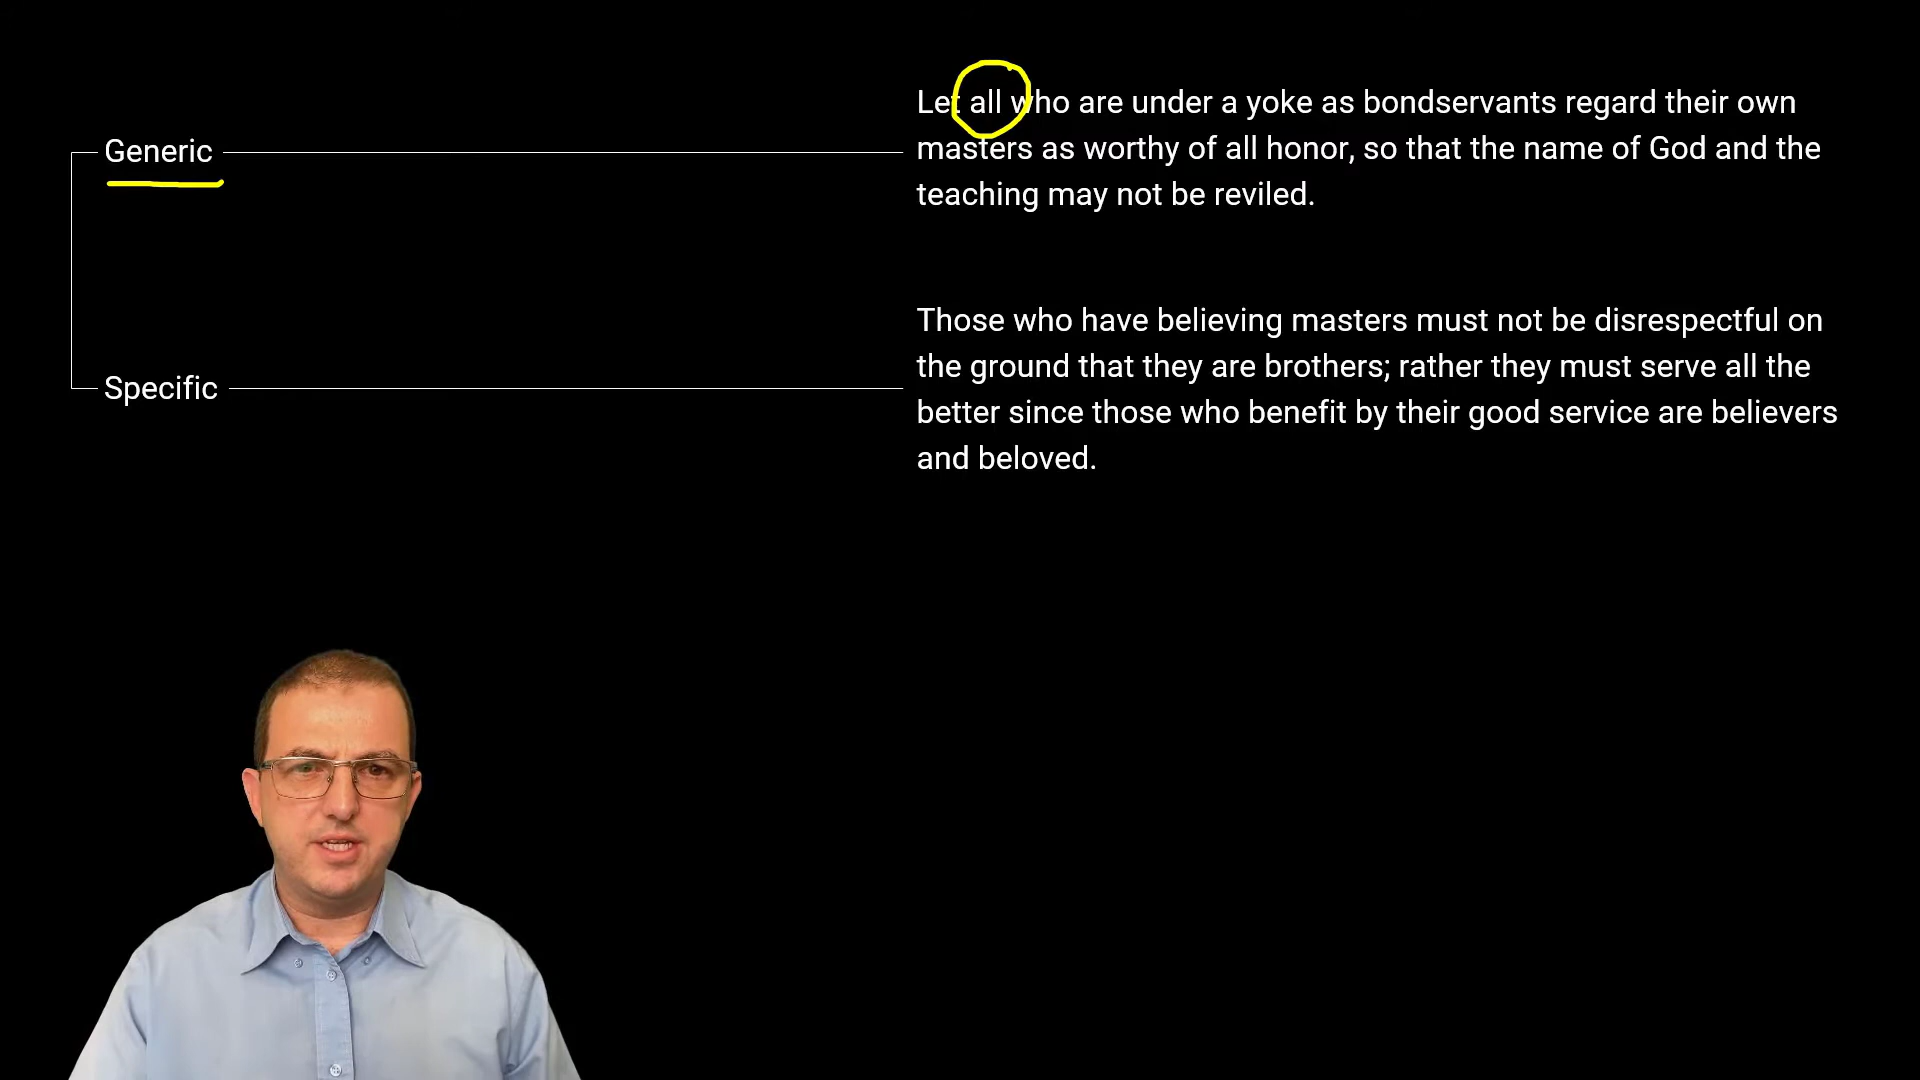 Generic
Let all who are under a yoke as bondservants regard their own
masters as worthy of all honor, so that the name of God and the
teaching may not be reviled.
Specific
Those who have believing masters must not be disrespectful on
the ground that they are brothers; rather they must serve all the
better since those who benefit by their good service are believers
and beloved.